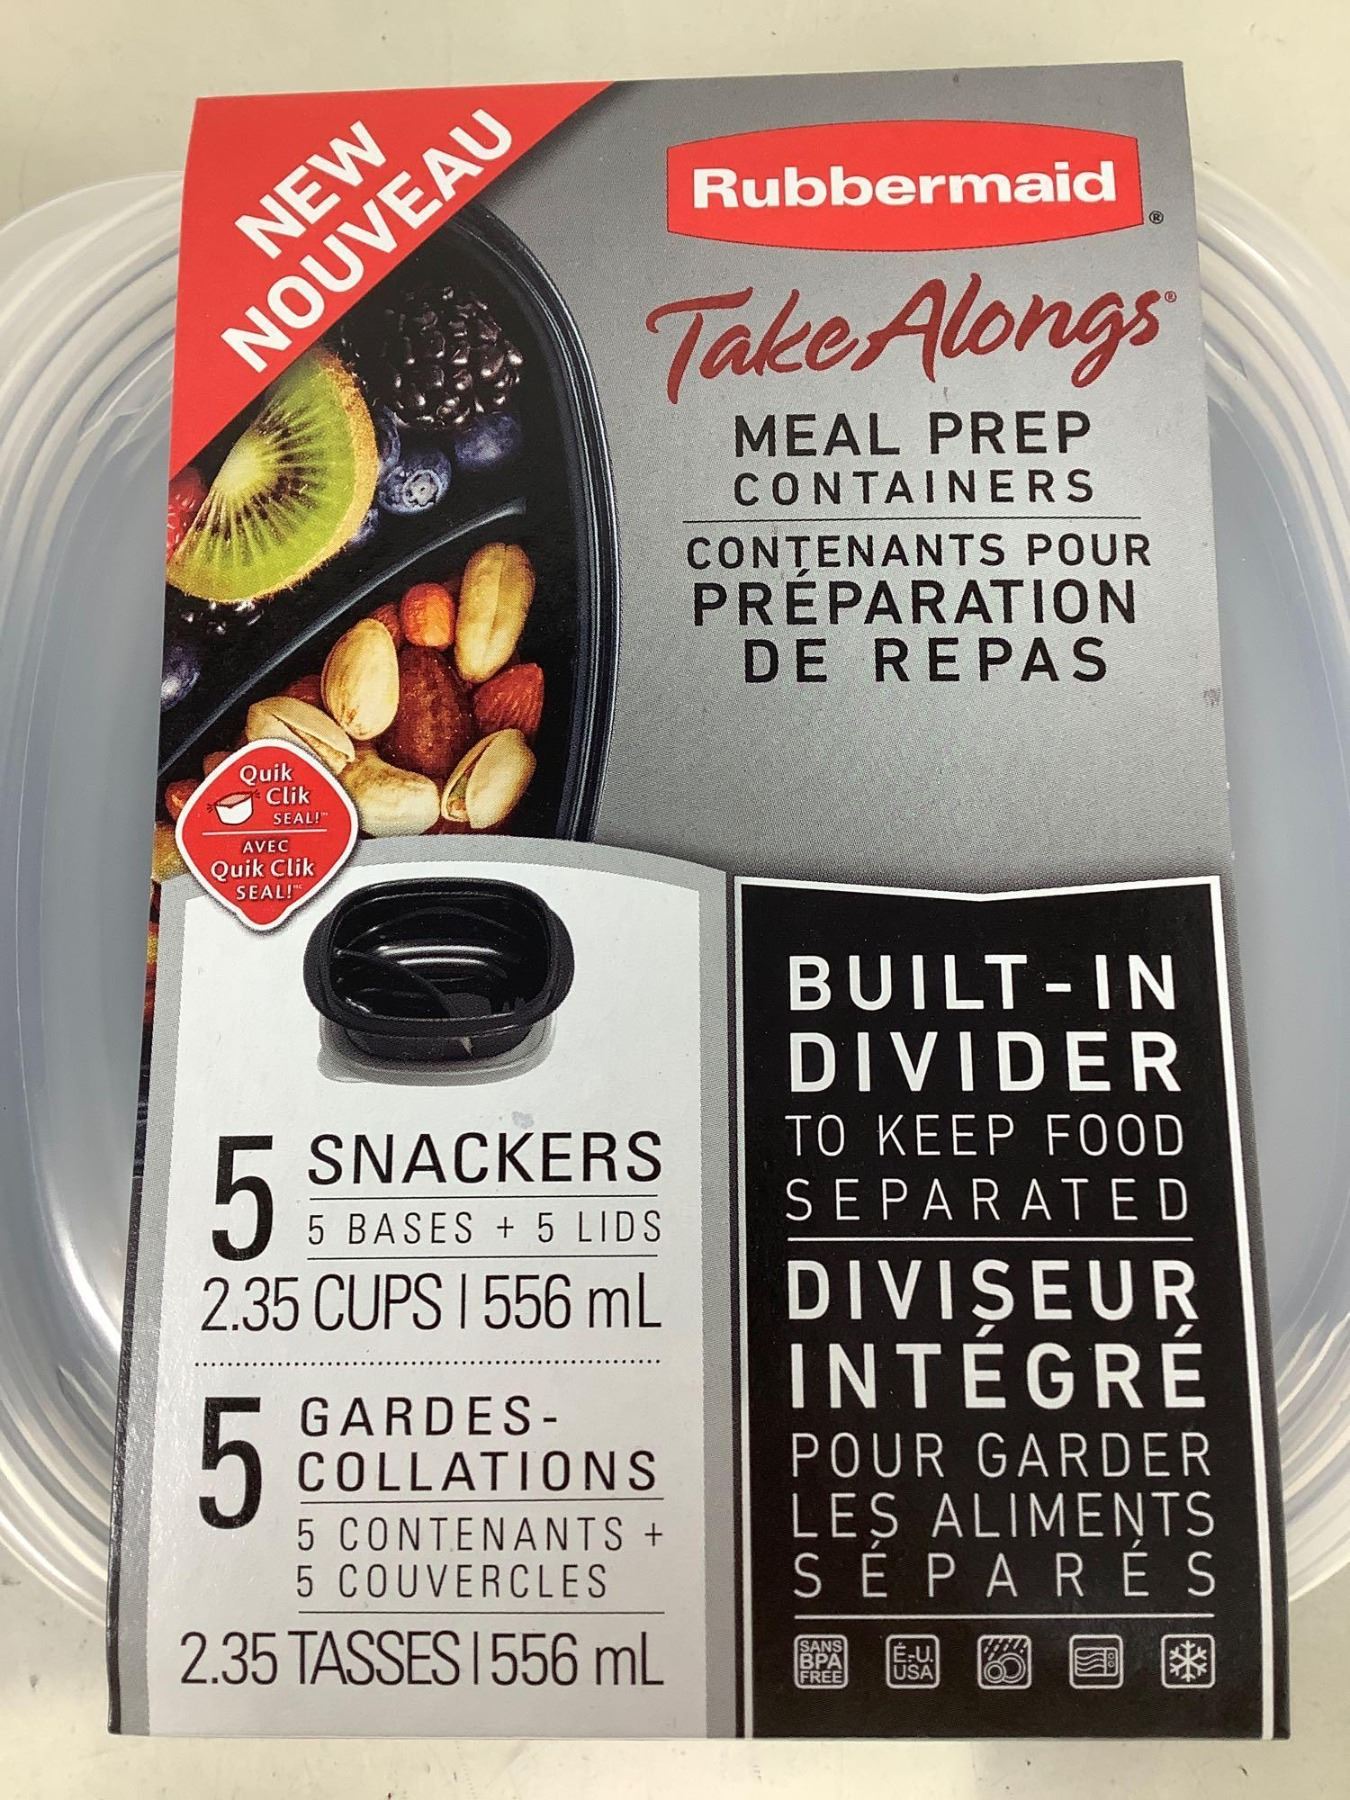 NEW
NOUVEAU
Rubbermaid®
TakeAlongs®
MEAL PREP
CONTAINERS
CONTENANTS POUR
PRÉPARATION
DE REPAS
Quik
Clik
SEAL!™
AVEC
Quik Clik
SEAL!MC
5 SNACKERS
5 BASES + 5 LIDS
2.35 CUPS | 556 mL
5 GARDES-
COLLATIONS
5 CONTENANTS +
5 COUVERCLES
2.35 TASSES | 556 mL
BUILT-IN
DIVIDER
TO KEEP FOOD
SEPARATED
DIVISEUR
INTÉGRÉ
POUR GARDER
LES ALIMENTS
SÉPARÉS
SANS
BPA
FREE
É.-U.
USA